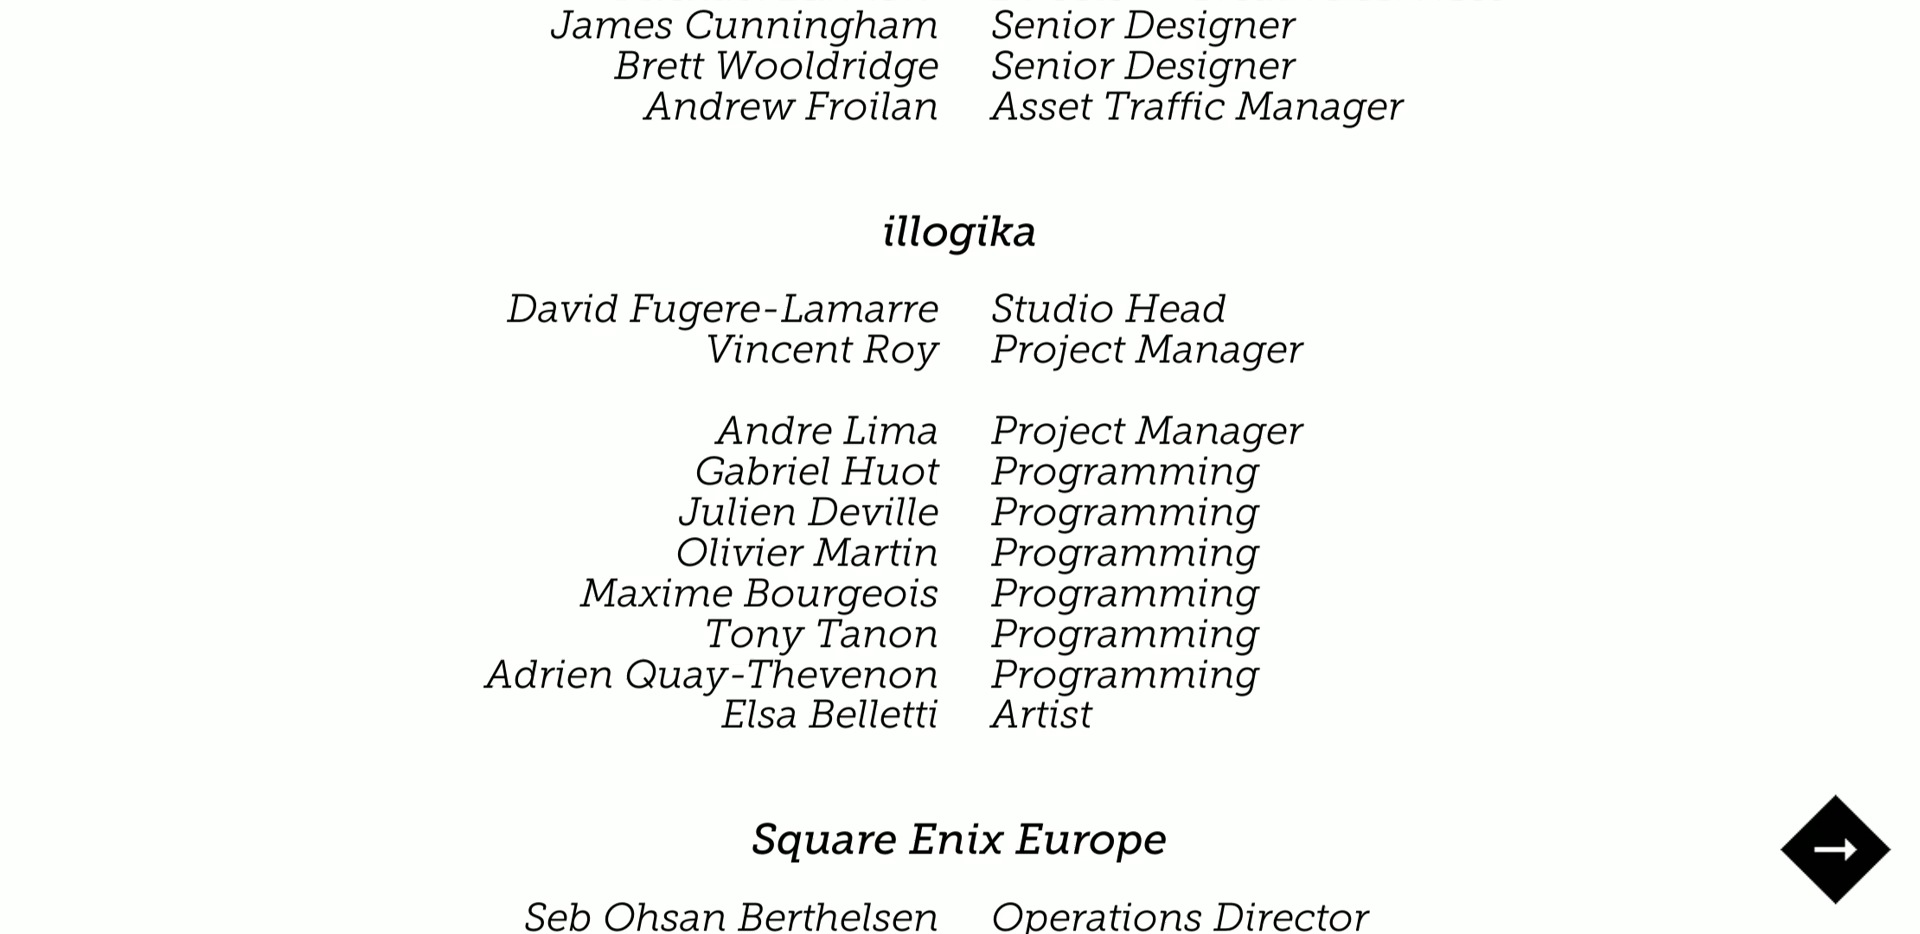 James Cunningham Senior Designer
Brett Wooldridge Senior Designer
Andrew Froilan Asset Traffic Manager
illogika
David Fugere-Lamarre Studio Head
Vincent Roy Project Manager
Andre Lima Project Manager
Gabriel Huot Programming
Julien Deville Programming
Olivier Martin Programming
Maxime Bourgeois Programming
Tony Tanon Programming
Adrien Quay-Thevenon Programming
Elsa Belletti Artist
Square Enix Europe
Seb Ohsan Berthelsen Operations Director